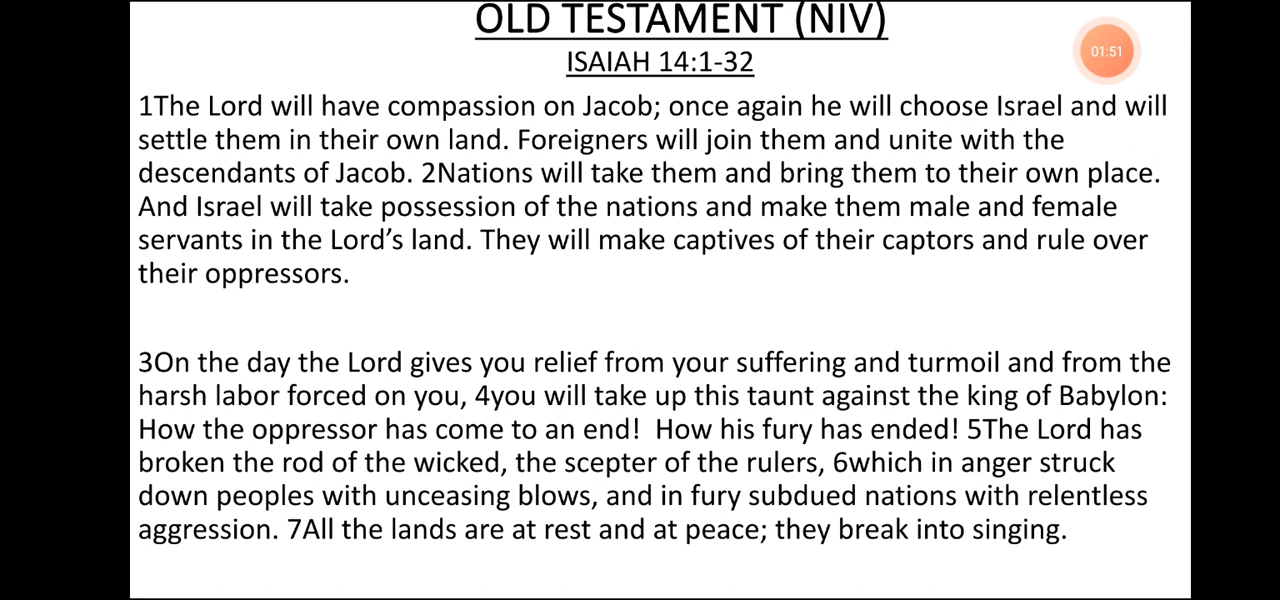 OLD TESTAMENT (NIV)
01:51
ISAIAH 14:1-32
1The Lord will have compassion on Jacob; once again he will choose Israel and will
settle them in their own land. Foreigners will join them and unite with the
descendants of Jacob. 2Nations will take them and bring them to their own place.
And Israel will take possession of the nations and make them male and female
servants in the Lord’s land. They will make captives of their captors and rule over
their oppressors.
3On the day the Lord gives you relief from your suffering and turmoil and from the
harsh labor forced on you, 4you will take up this taunt against the king of Babylon:
How the oppressor has come to an end!  How his fury has ended! 5The Lord has
broken the rod of the wicked, the scepter of the rulers, 6which in anger struck
down peoples with unceasing blows, and in fury subdued nations with relentless
aggression. 7All the lands are at rest and at peace; they break into singing.